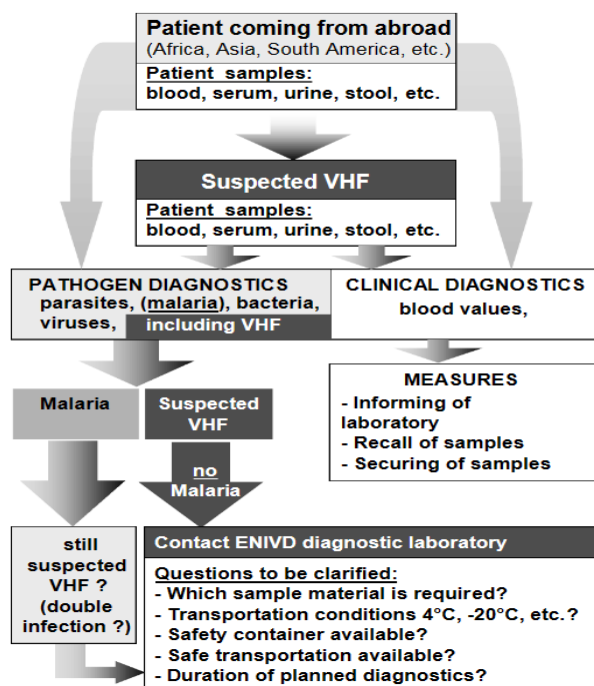 Patient coming from abroad
(Africa, Asia, South America, etc.)
Patient samples:
blood, serum, urine, stool, etc.
Suspected VHF
Patient samples:
blood, serum, urine, stool, etc.
PATHOGEN DIAGNOSTICS
parasites, (malaria), bacteria,
viruses, including VHF
CLINICAL DIAGNOSTICS
blood values,
MEASURES
- Informing of
laboratory
- Recall of samples
- Securing of samples
Malaria
Suspected
VHF
no
Malaria
still
suspected
VHF ?
(double
infection ?)
Contact ENIVD diagnostic laboratory
Questions to be clarified:
- Which sample material is required?
- Transportation conditions 4°C, -20°C, etc.?
- Safety container available?
- Safe transportation available?
- Duration of planned diagnostics?